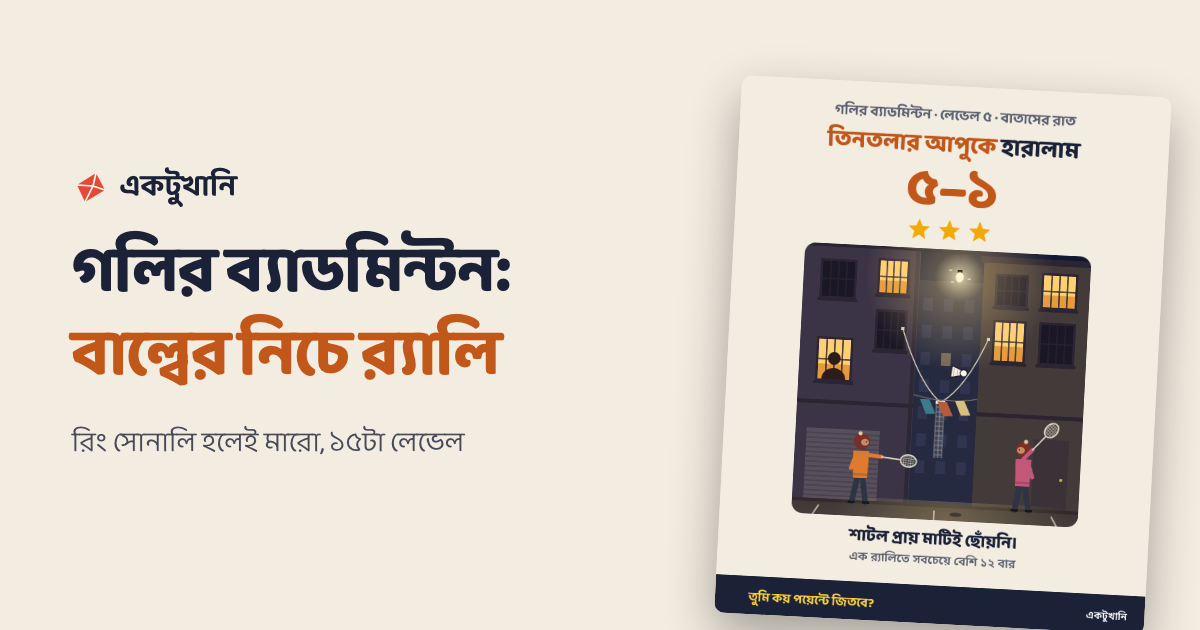 একটুখানি
গলির ব্যাডমিন্টন:
বাল্বের নিচে র‍্যালি
রিং সোনালি হলেই মারো, ১৫টা লেভেল
গলির ব্যাডমিন্টন · লেভেল ৫ · বাতাসের রাত
তিনতলার আপুকে হারালাম
৫–১
শাটল প্রায় মাটিই ছোঁয়নি।
এক র‍্যালিতে সবচেয়ে বেশি ১২ বার
তুমি কয় পয়েন্টে জিতবে?
একটুখানি